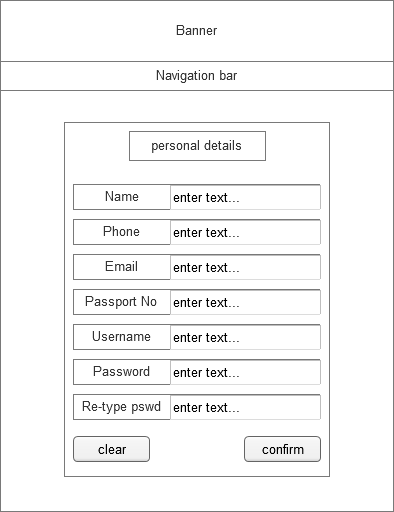 Banner
Navigation bar
personal details
Name enter text...
Phone enter text...
Email enter text...
Passport No enter text...
Username enter text...
Password enter text...
Re-type pswd enter text...
clear confirm